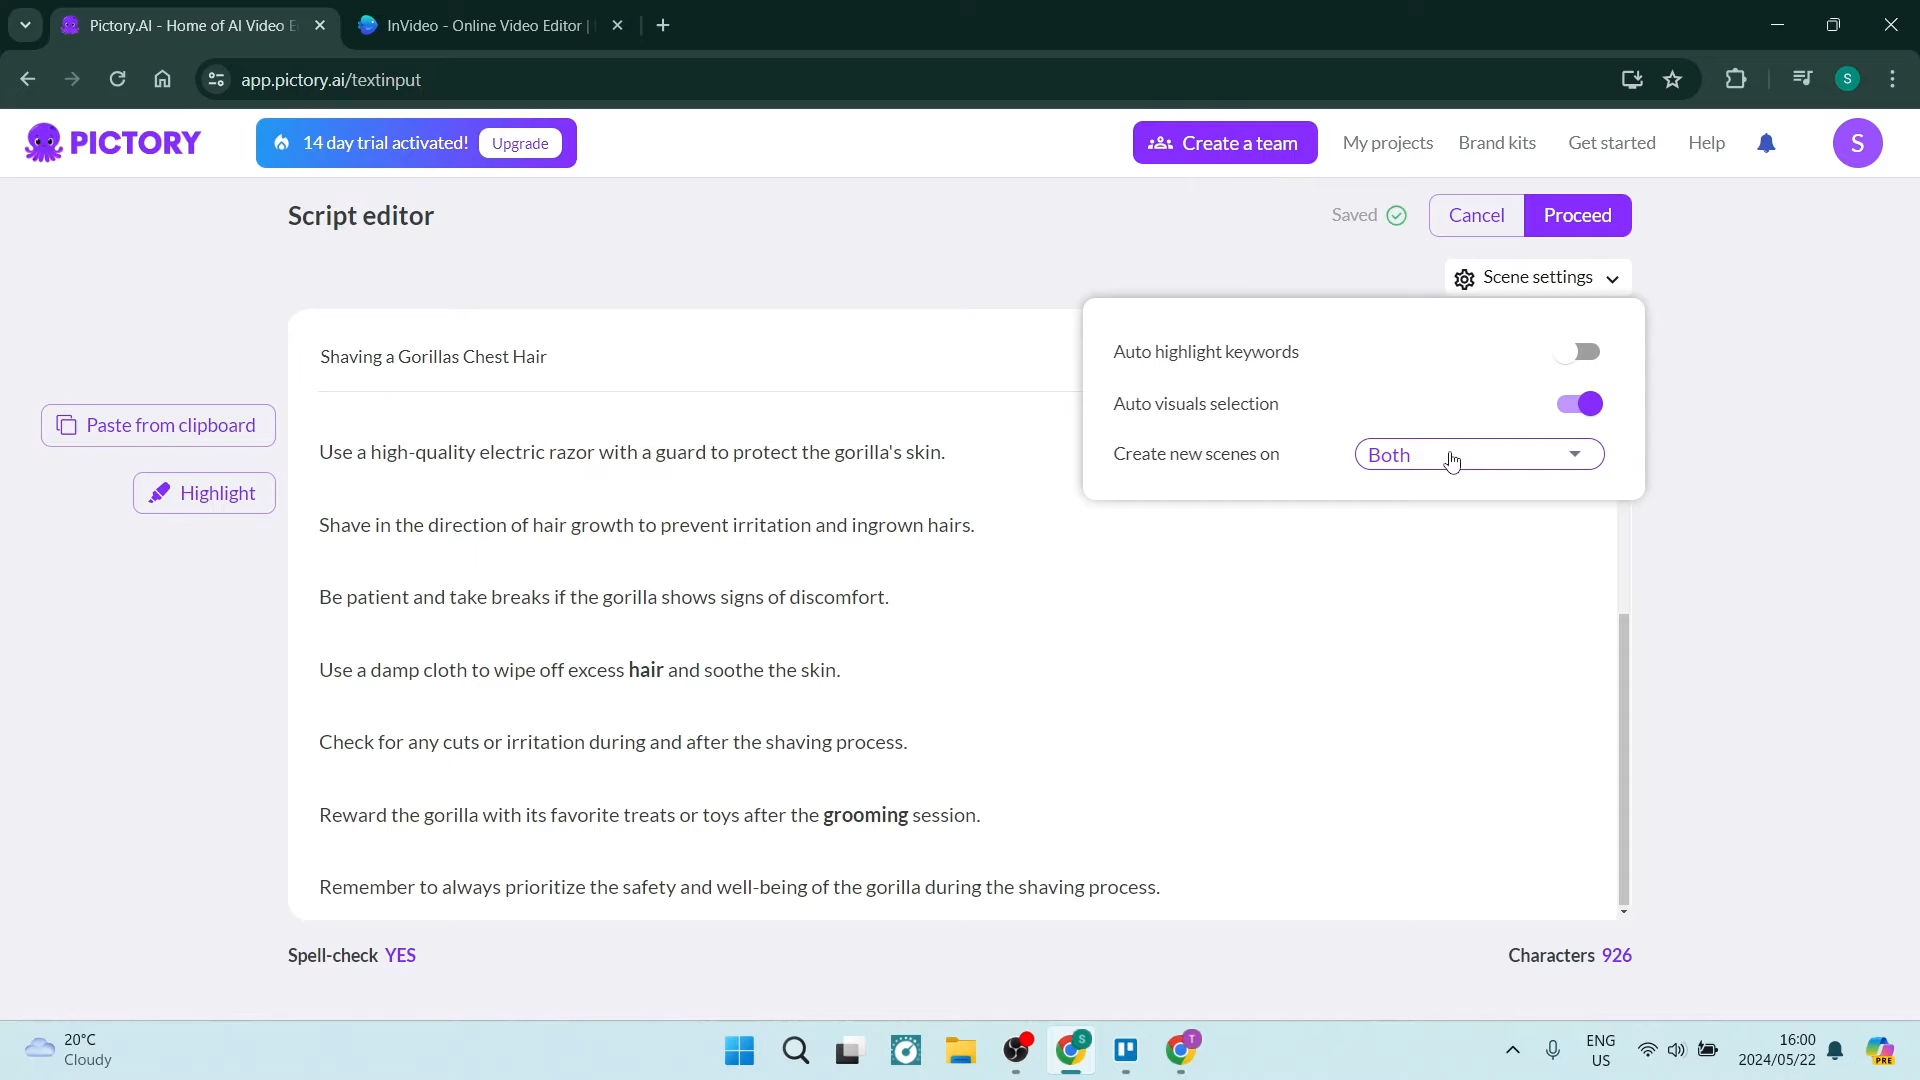 Pictory.AI - Home of AI Video E
InVideo - Online Video Editor |
app.pictory.ai/textinput
S
PICTORY
14 day trial activated!
Upgrade
Create a team
My projects
Brand kits
Get started
Help
S
Script editor
Saved
Cancel
Proceed
Scene settings
Shaving a Gorillas Chest Hair
Auto highlight keywords
Auto visuals selection
Create new scenes on
Both
Paste from clipboard
Highlight
Use a high-quality electric razor with a guard to protect the gorilla's skin.
Shave in the direction of hair growth to prevent irritation and ingrown hairs.
Be patient and take breaks if the gorilla shows signs of discomfort.
Use a damp cloth to wipe off excess hair and soothe the skin.
Check for any cuts or irritation during and after the shaving process.
Reward the gorilla with its favorite treats or toys after the grooming session.
Remember to always prioritize the safety and well-being of the gorilla during the shaving process.
Spell-check YES
Characters 926
20°C
Cloudy
S
T
ENG
US
16:00
2024/05/22
PRE